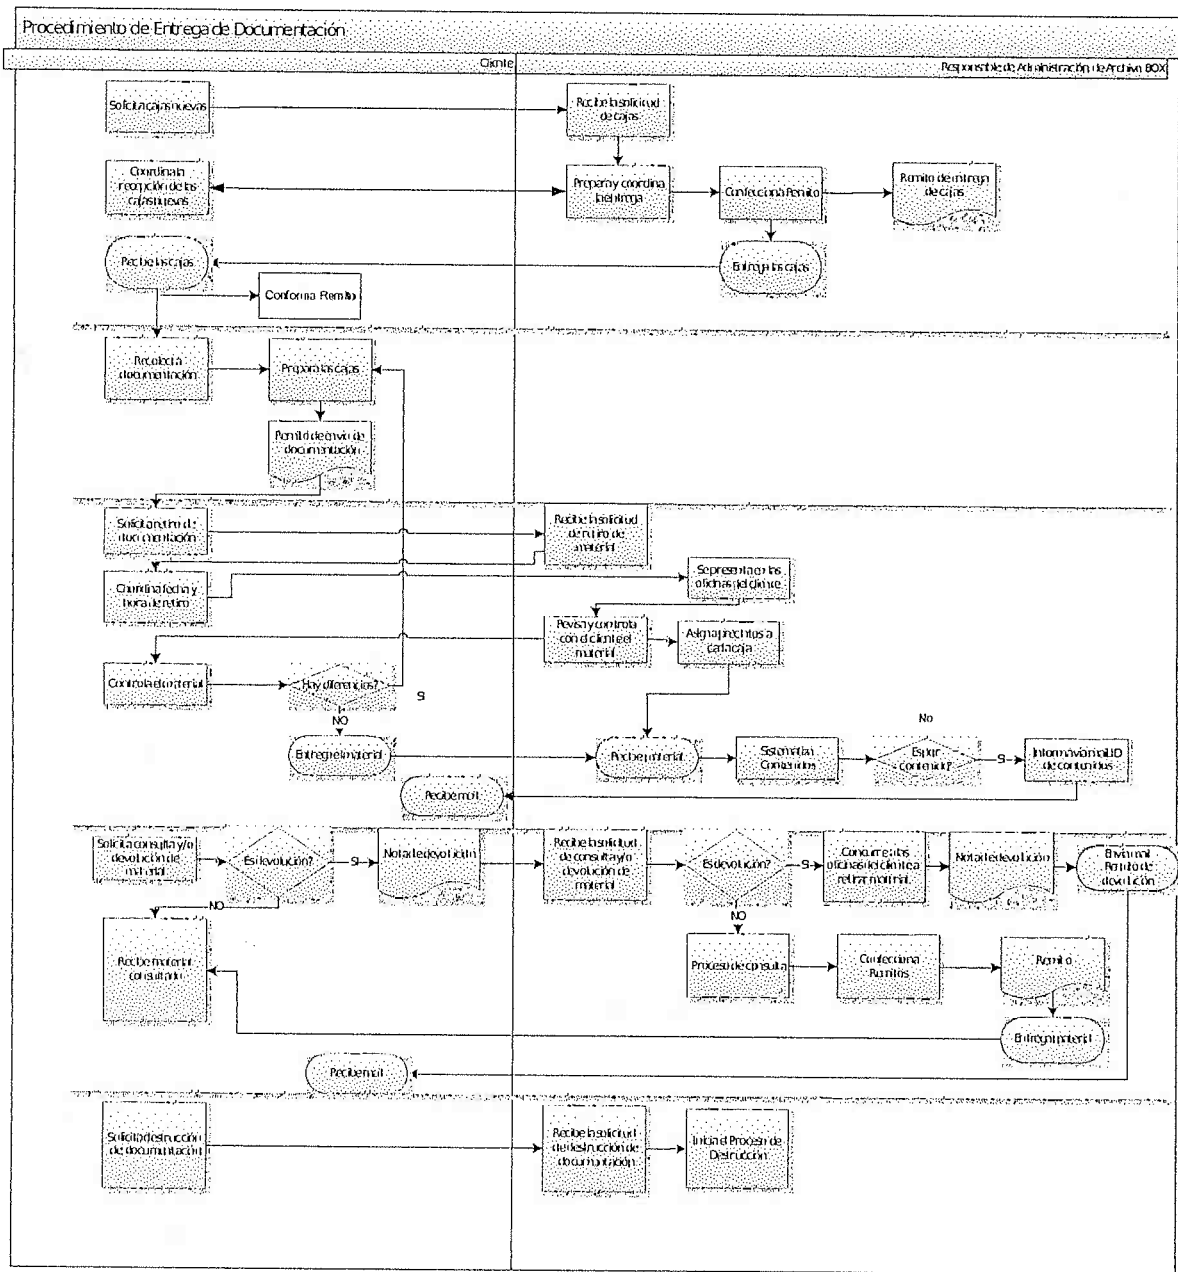 Procedimiento de Entrega de Documentación
Cliente
Responsable de Administración de Archivo BOX
Solicita cajas nuevas
Recibe la solicitud
de cajas
Coordina la
recepción de las
cajas nuevas
Prepara y coordina
la entrega
Confecciona Remito
Remito de entrega
de cajas
Recibe las cajas
Entrega las cajas
Conforma Remito
Recolecta
documentación
Prepara las cajas
Remito de envío de
documentación
Solicita retiro de
documentación
Recibe la solicitud
de retiro de
material
Coordina fecha y
hora de retiro
Se presenta en las
oficinas del cliente
Revisa y controla
con el cliente el
material
Asigna precintos a
cada caja
Controla el material
Hay diferencias?
SI
NO
Entrega el material
Recibe material
Sistematiza
Contenidos
Es por
contenido?
No
SI
Informa vía mail ID
de contenidos
Recibe mail
Solicita consulta y/o
devolución de
material
Es devolución?
SI
Nota de devolución
Recibe la solicitud
de consulta y/o
devolución de
material
Es devolución?
SI
Concurre a las
oficinas del cliente a
retirar material.
Nota de devolución
Envía mail
Remito de
devolución
NO
NO
Recibe material
consultado
Proceso de consulta
Confecciona
Remitos
Remito
Entrega material
Recibe mail
Solicita destrucción
de documentación
Recibe la solicitud
de destrucción de
documentación
Inicia el Proceso de
Destrucción